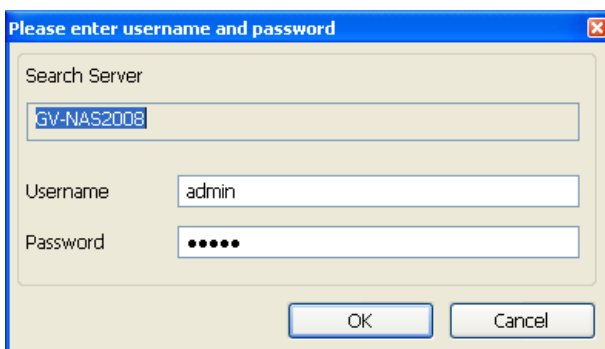 Please enter username and password
Search Server
GV-NAS2008
Username admin
Password •••••
OK Cancel